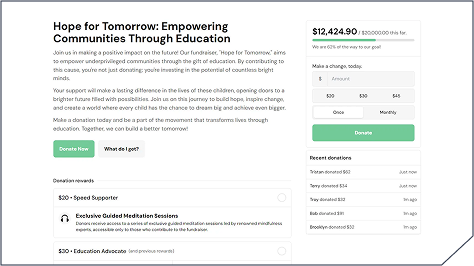 Hope for Tomorrow: Empowering
Communities Through Education
Join us in making a positive impact on the future! Our fundraiser, "Hope for Tomorrow," aims
to empower underprivileged communities through the gift of education. By contributing to
this cause, you're not just donating; you're investing in the potential of countless bright
minds.
Your support will make a lasting difference in the lives of these children, opening doors to a
brighter future filled with possibilities. Join us on this journey to build hope, inspire change,
and create a world where every child has the chance to dream big and achieve even bigger.
Make a donation today and be a part of the movement that transforms lives through
education. Together, we can build a better tomorrow!
Donate Now
What do I get?
Donation rewards
$20 • Speed Supporter
Exclusive Guided Meditation Sessions
Donors receive access to a series of exclusive guided meditation sessions led by renowned mindfulness
experts, accessible only to those who contribute to the fundraiser.
$30 • Education Advocate (and previous rewards)
$12,424.90 / $20,000.00 thus far.
We are 62% of the way to our goal!
Make a change, today.
$ Amount
$20 $30 $45
Once Monthly
Donate
Recent donations
Tristan donated $62 Just now
Terry donated $34 Just now
Troy donated $32 1m ago
Bob donated $91 1m ago
Brooklyn donated $32 1m ago